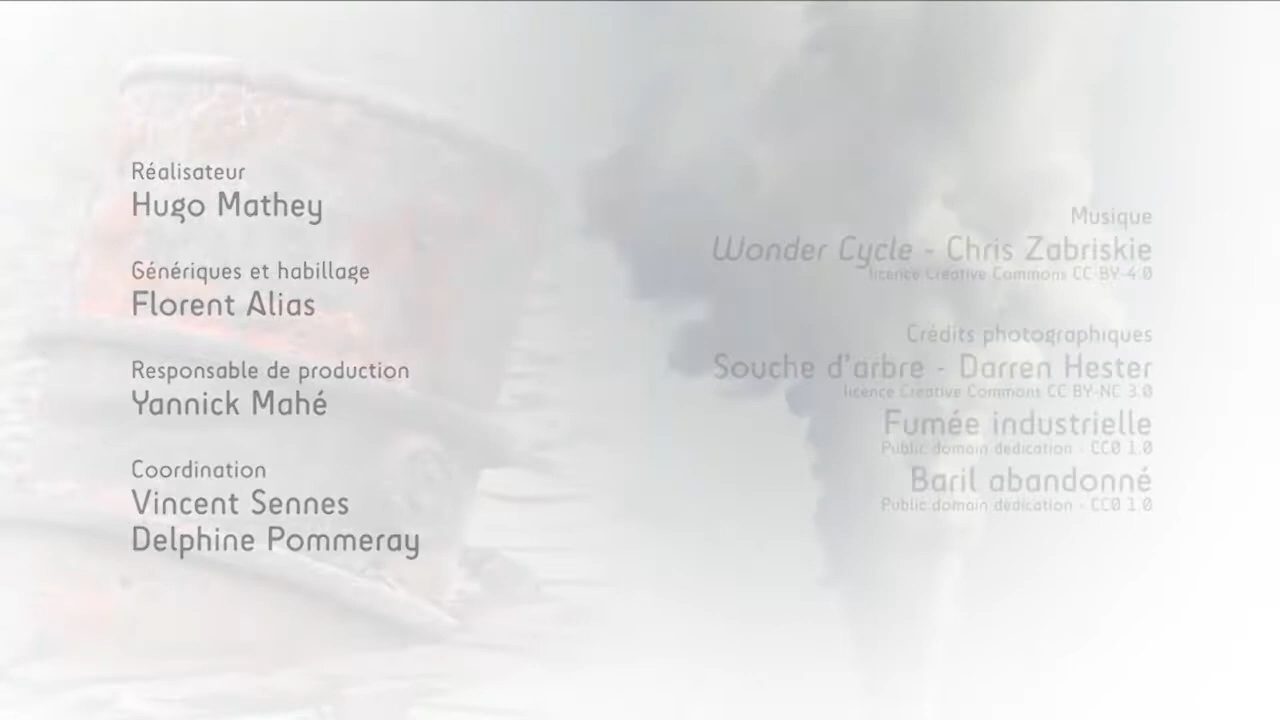 Réalisateur
Hugo Mathey
Génériques et habillage
Florent Alias
Responsable de production
Yannick Mahé
Coordination
Vincent Sennes
Delphine Pommeray
Musique
Wonder Cycle - Chris Zabriskie
licence Creative Commons CC-BY-4.0
Crédits photographiques
Souche d'arbre - Darren Hester
licence Creative Commons CC BY-NC 3.0
Fumée industrielle
Public domain dedication - CC0 1.0
Baril abandonné
Public domain dédication - CC0 1.0